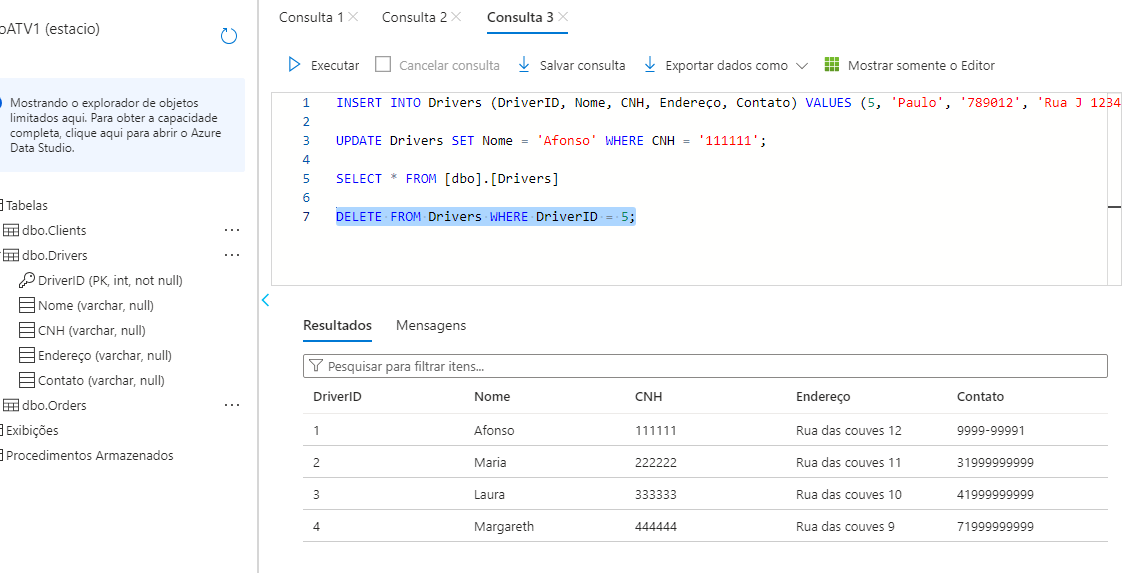 oATV1 (estacio)
Mostrando o explorador de objetos
limitados aqui. Para obter a capacidade
completa, clique aqui para abrir o Azure
Data Studio.
Tabelas
dbo.Clients ...
dbo.Drivers ...
DriverID (PK, int, not null)
Nome (varchar, null)
CNH (varchar, null)
Endereço (varchar, null)
Contato (varchar, null)
dbo.Orders ...
Exibições
Procedimentos Armazenados
Consulta 1 Consulta 2 Consulta 3
Executar Cancelar consulta Salvar consulta Exportar dados como Mostrar somente o Editor
1 INSERT INTO Drivers (DriverID, Nome, CNH, Endereço, Contato) VALUES (5, 'Paulo', '789012', 'Rua J 1234
2
3 UPDATE Drivers SET Nome = 'Afonso' WHERE CNH = '111111';
4
5 SELECT * FROM [dbo].[Drivers]
6
7 DELETE FROM Drivers WHERE DriverID = 5;
Resultados Mensagens
Pesquisar para filtrar itens...
DriverID Nome CNH Endereço Contato
1 Afonso 111111 Rua das couves 12 9999-99991
2 Maria 222222 Rua das couves 11 31999999999
3 Laura 333333 Rua das couves 10 41999999999
4 Margareth 444444 Rua das couves 9 71999999999